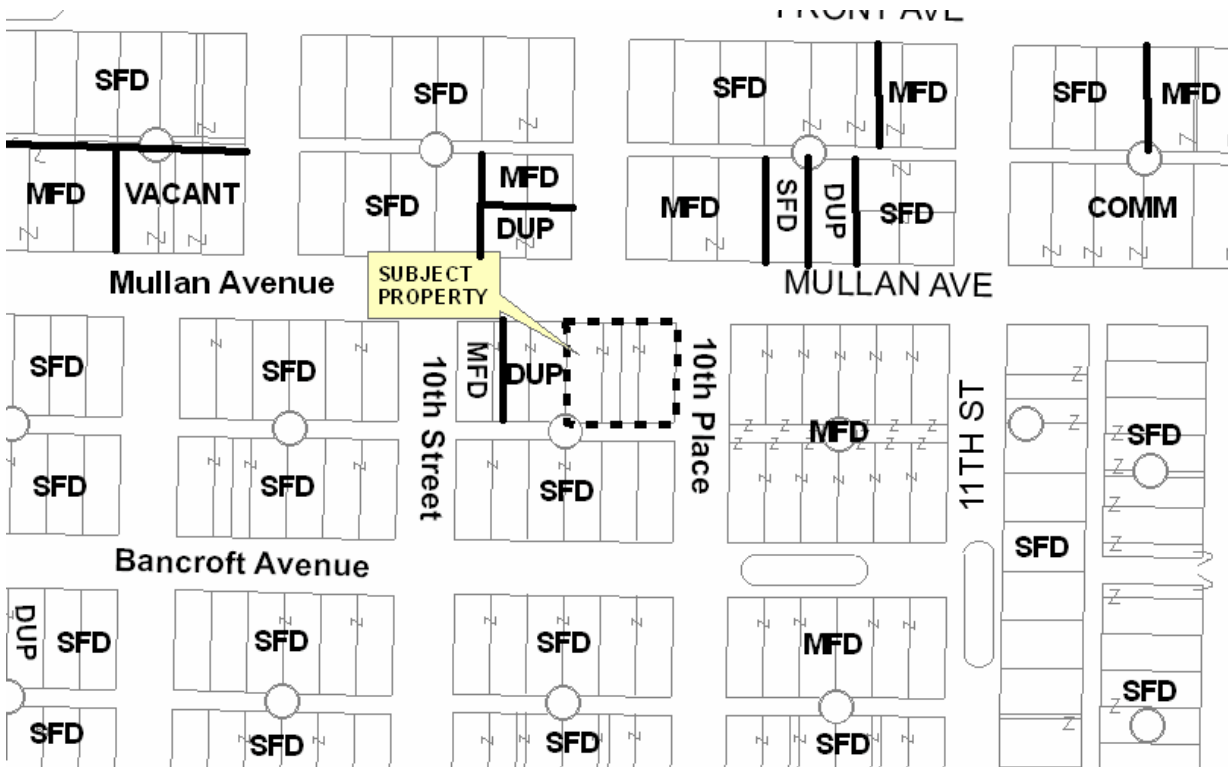 FRONT AVE
SFD
SFD
SFD
MFD
SFD
MFD
MFD
VACANT
SFD
MFD
DUP
MFD
SFD
DUP
SFD
COMM
Mullan Avenue
SUBJECT
PROPERTY
MULLAN AVE
SFD
SFD
10th Street
MFD
DUP
10th Place
MFD
11TH ST
SFD
SFD
SFD
SFD
SFD
Bancroft Avenue
DUP
SFD
SFD
SFD
MFD
SFD
SFD
SFD
SFD
SFD